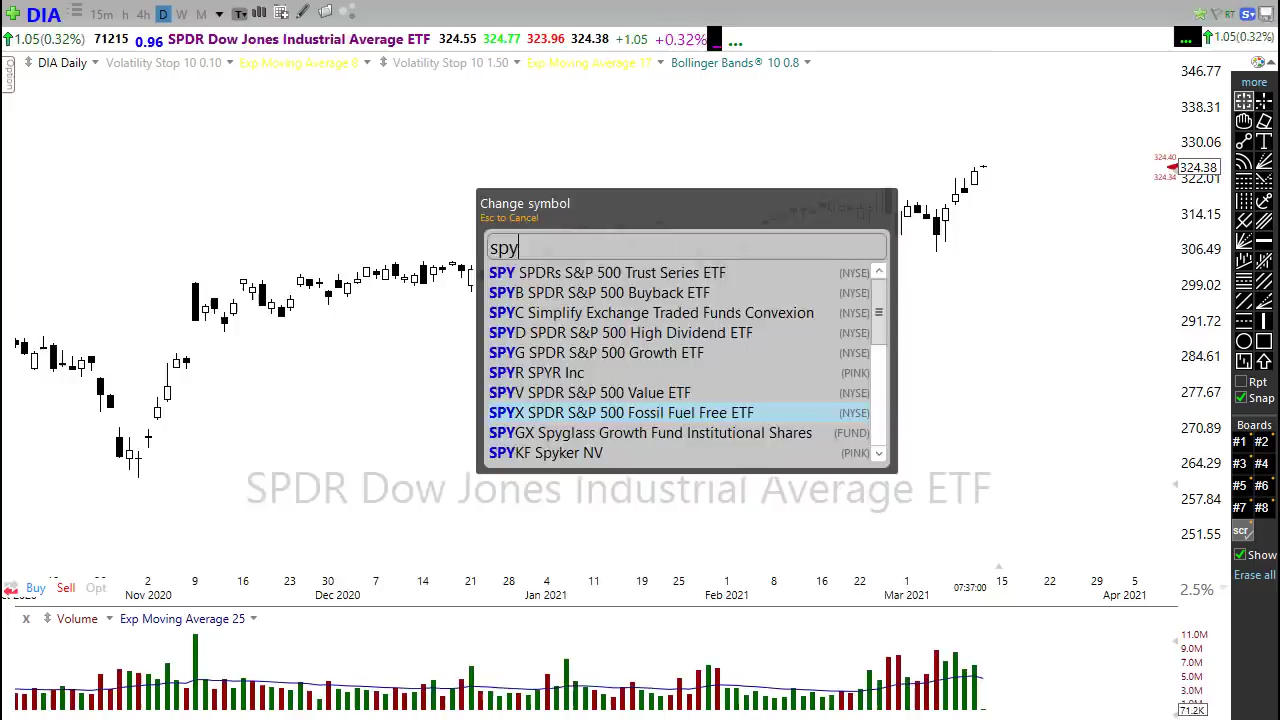 DIA 15m h 4h D W M T
RT S
1.05(0.32%) 71215 0.96 SPDR Dow Jones Industrial Average ETF 324.55 324.77 323.96 324.38 +1.05 +0.32% ... ... 1.05(0.32%)
Option
DIA Daily Volatility Stop 10 0.10 Exp Moving Average 8 Volatility Stop 10 1.50 Exp Moving Average 17 Bollinger Bands® 10 0.8
346.77
338.31
330.06
324.40
324.38
324.34
322.01
314.15
306.49
299.02
291.72
284.61
277.57
270.89
264.29
257.84
251.55
more
Rpt
Snap
Boards
#1 #2
#3 #4
#5 #6
#7 #8
scr
Show
Erase all
Change symbol
Esc to Cancel
spy
SPY SPDRs S&P 500 Trust Series ETF (NYSE)
SPYB SPDR S&P 500 Buyback ETF (NYSE)
SPYC Simplify Exchange Traded Funds Convexion (NYSE)
SPYD SPDR S&P 500 High Dividend ETF (NYSE)
SPYG SPDR S&P 500 Growth ETF (NYSE)
SPYR SPYR Inc (PINK)
SPYV SPDR S&P 500 Value ETF (NYSE)
SPYX SPDR S&P 500 Fossil Fuel Free ETF (NYSE)
SPYGX Spyglass Growth Fund Institutional Shares (FUND)
SPYKF Spyker NV (PINK)
SPDR Dow Jones Industrial Average ETF
2 9 16 23 30 7 14 21 28 4 11 19 25 1 8 16 22 1 07:37:00 15 22 29 5
Buy Sell Opt
2020 Nov 2020 Dec 2020 Jan 2021 Feb 2021 Mar 2021 Apr 2021
2.5%
X Volume Exp Moving Average 25
11.0M
9.0M
7.0M
5.0M
3.0M
71.2K